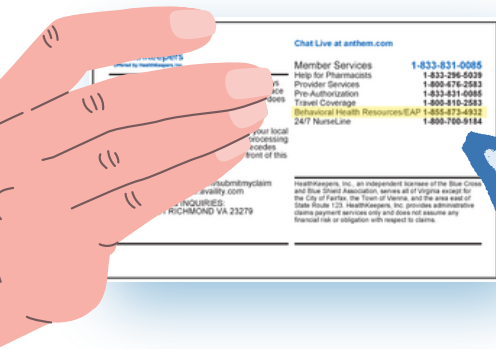 Chat Live at anthem.com
Member Services 1-833-831-0085
Help for Pharmacists 1-833-296-5039
Provider Services 1-800-676-2583
Pre-Authorization 1-833-831-0085
Travel Coverage 1-800-810-2583
Behavioral Health Resources/EAP 1-855-873-4932
24/7 NurseLine 1-800-700-9184
your local
front of this
INQUIRIES:
RICHMOND VA 23279
HealthKeepers, Inc., an independent licensee of the Blue Cross
and Blue Shield Association, serves all of Virginia except for
the City of Fairfax, the Town of Vienna, and the area east of
State Route 123. HealthKeepers, Inc. provides administrative
claims payment services only and does not assume any
financial risk or obligation with respect to claims.